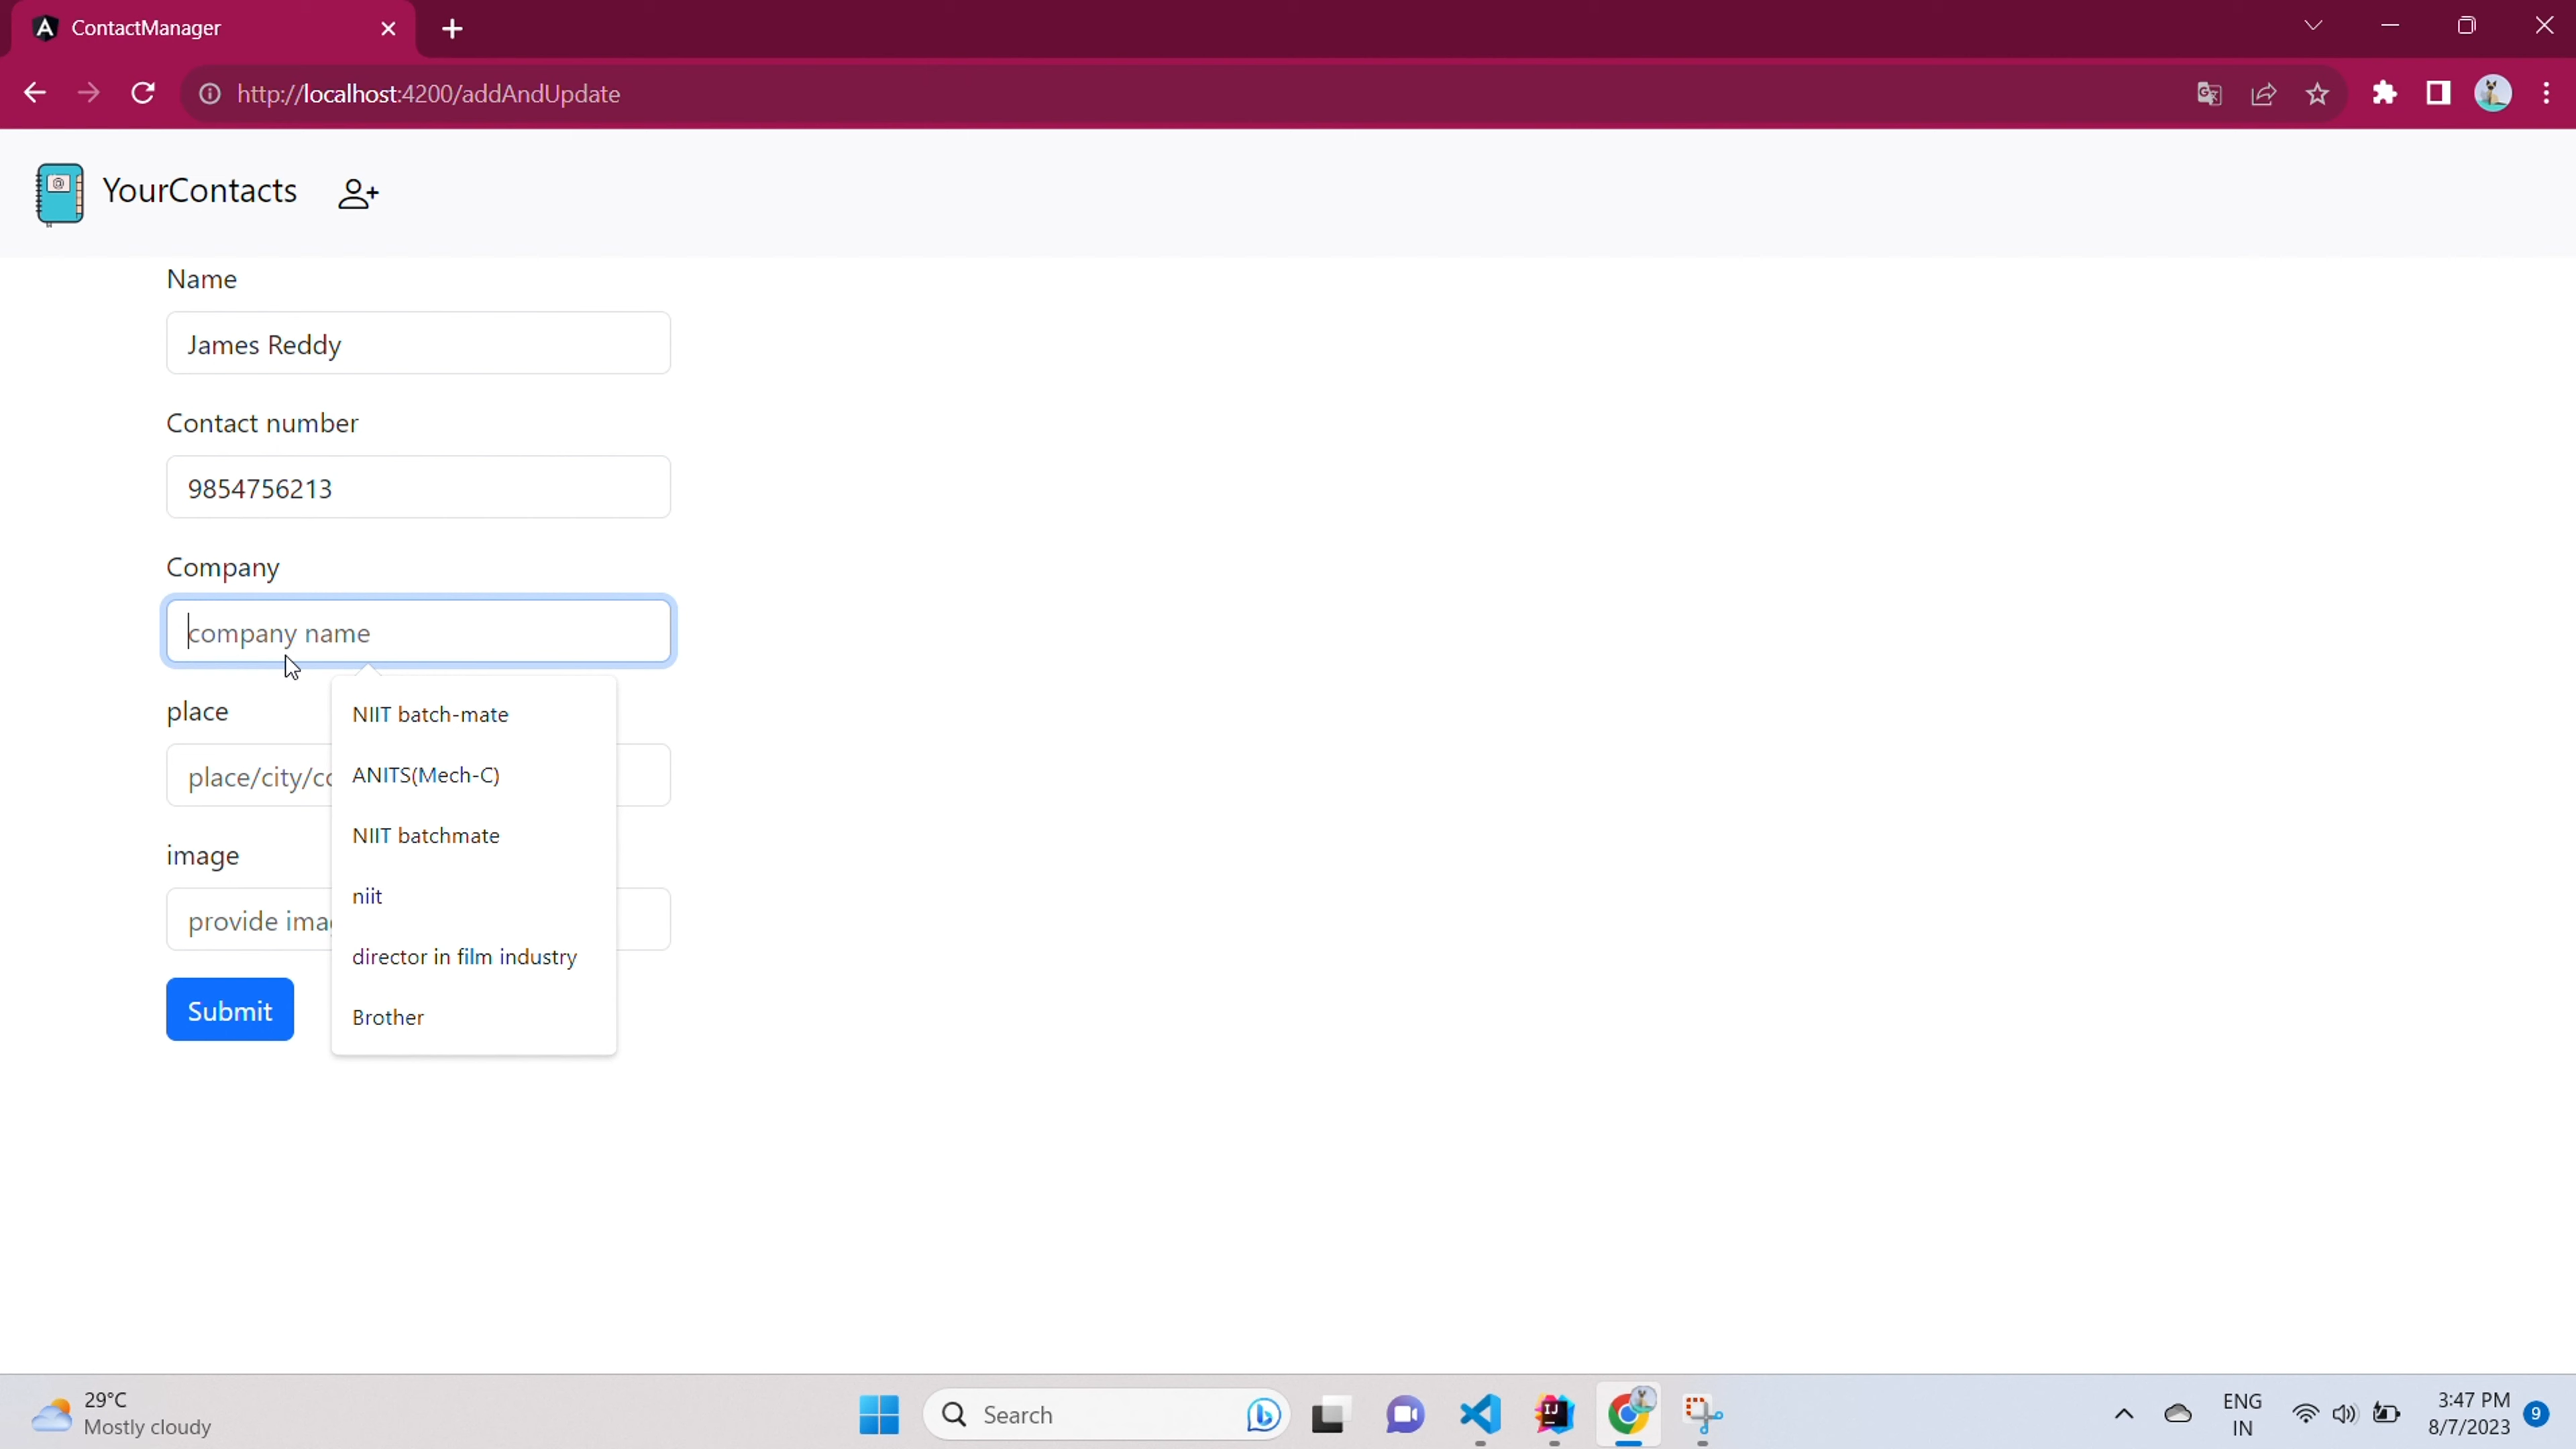 ContactManager
http://localhost:4200/addAndUpdate
YourContacts
Name
James Reddy
Contact number
9854756213
Company
company name
NIIT batch-mate
place
place/city/co
ANITS(Mech-C)
NIIT batchmate
image
niit
provide imag
director in film industry
Submit
Brother
29°C
Mostly cloudy
Search
ENG
IN
3:47 PM
8/7/2023
9